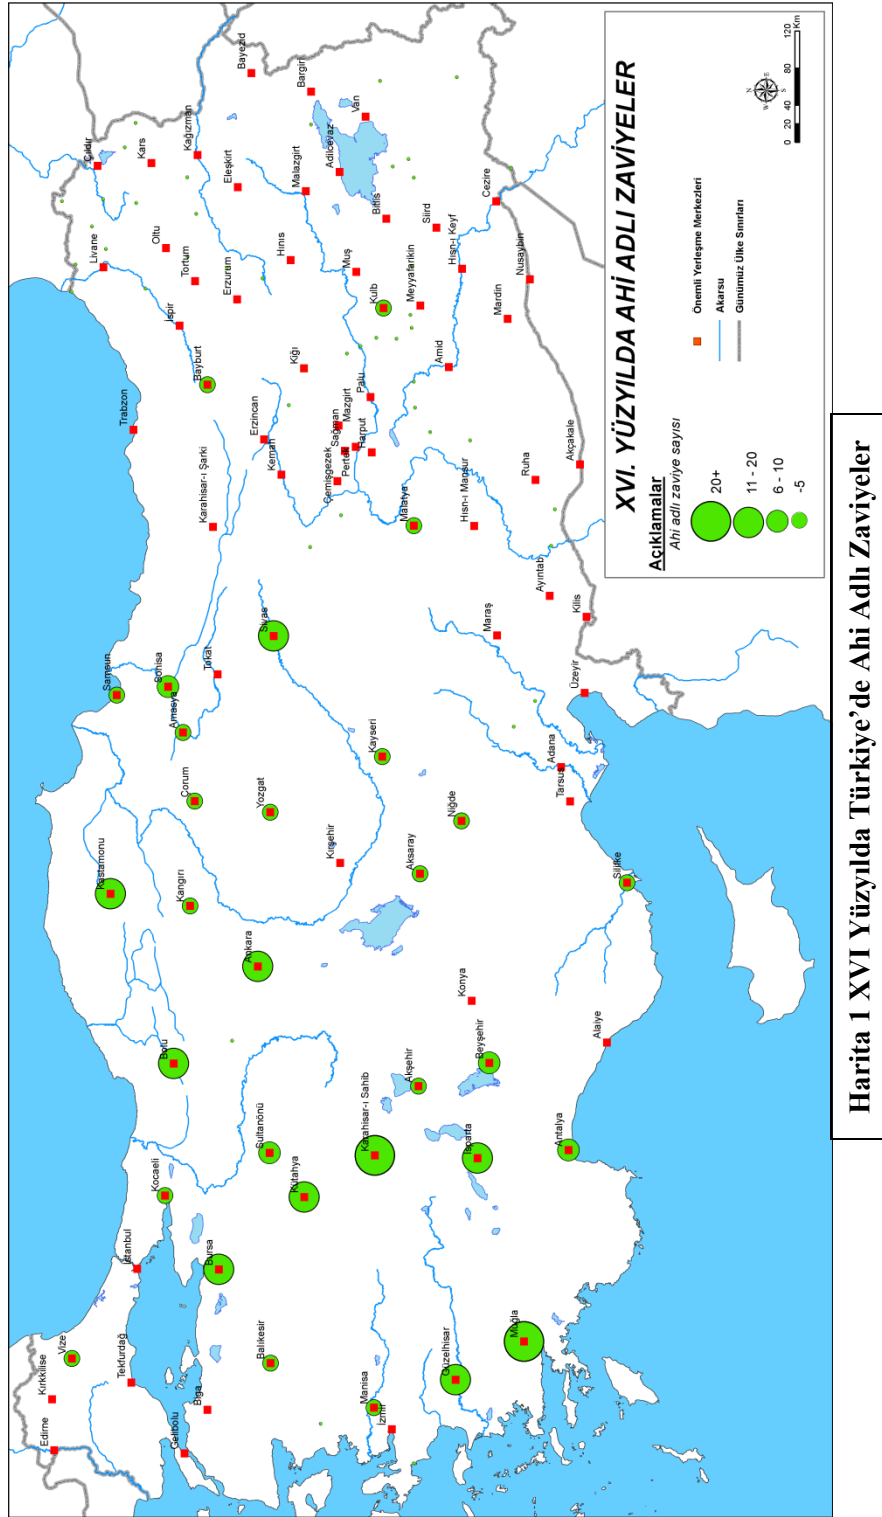 XVI. YÜZYILDA AHİ ADLI ZAVİYELER
Açıklamalar
Ahi adlı zaviye sayısı
20+
11 - 20
6 - 10
-5
Önemli Yerleşme Merkezleri
Akarsu
Günümüz Ülke Sınırları
N
W
E
S
0 20 40 80 120
Km
Edirne
Kırkkilise
Vize
Tekfurdağ
İstanbul
Gelibolu
Biga
Kocaeli
Bursa
Balıkesir
Manisa
İzmir
Güzelhisar
Muğla
Kütahya
Sultanönü
Karahisar-ı Sahib
Isparta
Antalya
Bolu
Akşehir
Beyşehir
Alaiye
Konya
Ankara
Kastamonu
Kangırı
Kırşehir
Aksaray
Silifke
Çorum
Yozgat
Niğde
Kayseri
Tarsus
Adana
Samsun
Sonisa
Amasya
Tokat
Sivas
Üzeyir
Maraş
Kilis
Ayıntab
Trabzon
Karahisar-ı Şarki
Malatya
Hısn-ı Mansur
Ruha
Akçakale
Bayburt
Erzincan
Kemah
Çemişgezek
Pertek
Sağman
Mazgirt
Harput
Palu
Kiğı
Amid
İspir
Livane
Tortum
Oltu
Erzurum
Hınıs
Muş
Kulb
Meyyafarikin
Mardin
Nusaybin
Hısn-ı Keyf
Siird
Bitlis
Cezire
Çıldır
Kars
Kağızman
Eleşkirt
Malazgirt
Adilcevaz
Van
Bargiri
Bayezid
Harita 1 XVI Yüzyılda Türkiye’de Ahi Adlı Zaviyeler